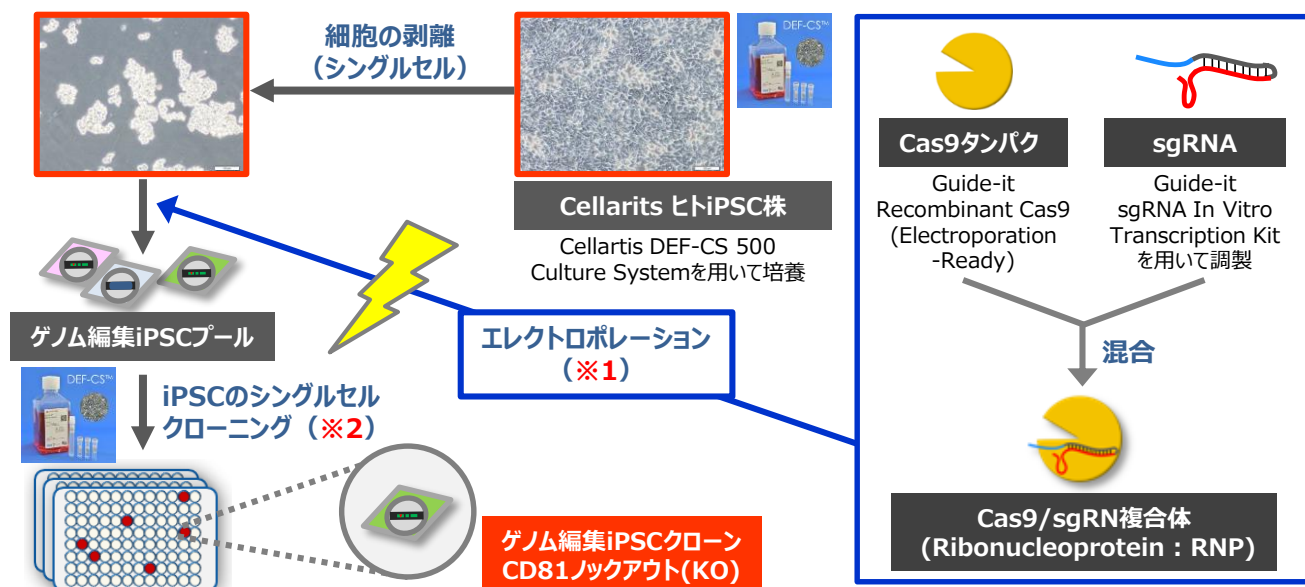 細胞の剥離
（シングルセル）
DEF-CS™
Cellarits ヒトiPSC株
Cellartis DEF-CS 500
Culture Systemを用いて培養
ゲノム編集iPSCプール
エレクトロポレーション
（※1）
DEF-CS™
iPSCのシングルセル
クローニング（※2）
ゲノム編集iPSCクローン
CD81ノックアウト(KO)
Cas9タンパク
Guide-it
Recombinant Cas9
(Electroporation
-Ready)
sgRNA
Guide-it
sgRNA In Vitro
Transcription Kit
を用いて調製
混合
Cas9/sgRN複合体
(Ribonucleoprotein：RNP)